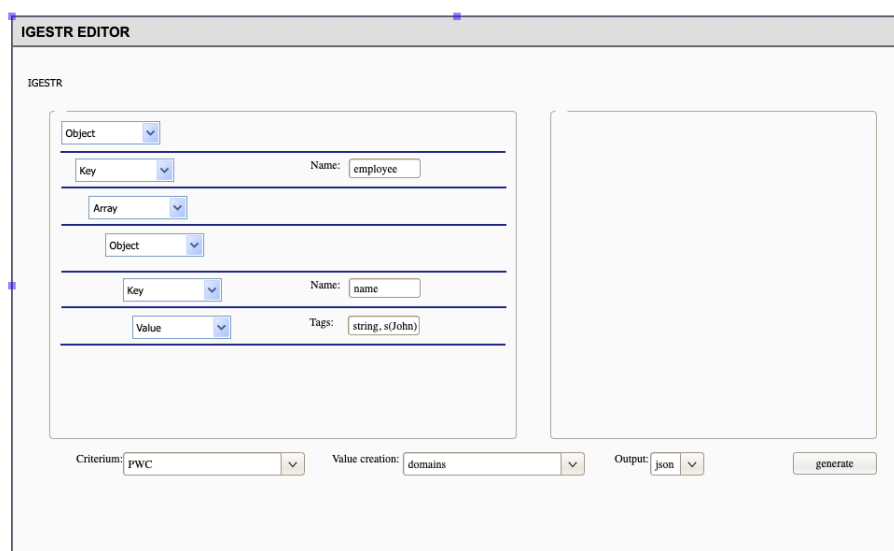 IGESTR EDITOR
IGESTR
Object
Key Name: employee
Array
Object
Key Name: name
Value Tags: string, s(John)
Criterium: PWC Value creation: domains Output: json generate